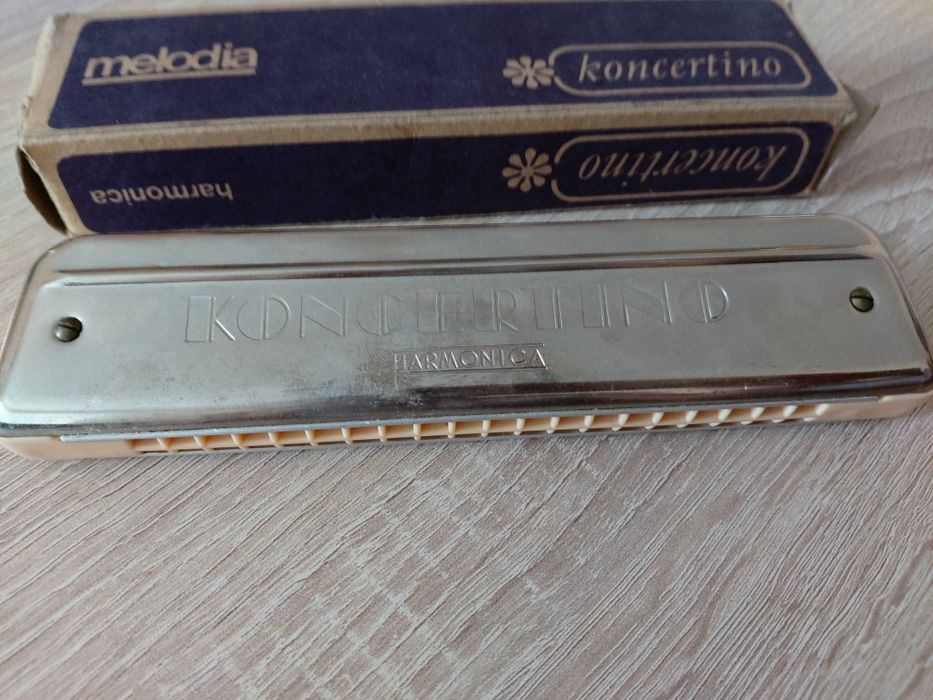 melodia
koncertino
koncertino
harmonica
KONCERTINO
HARMONICA